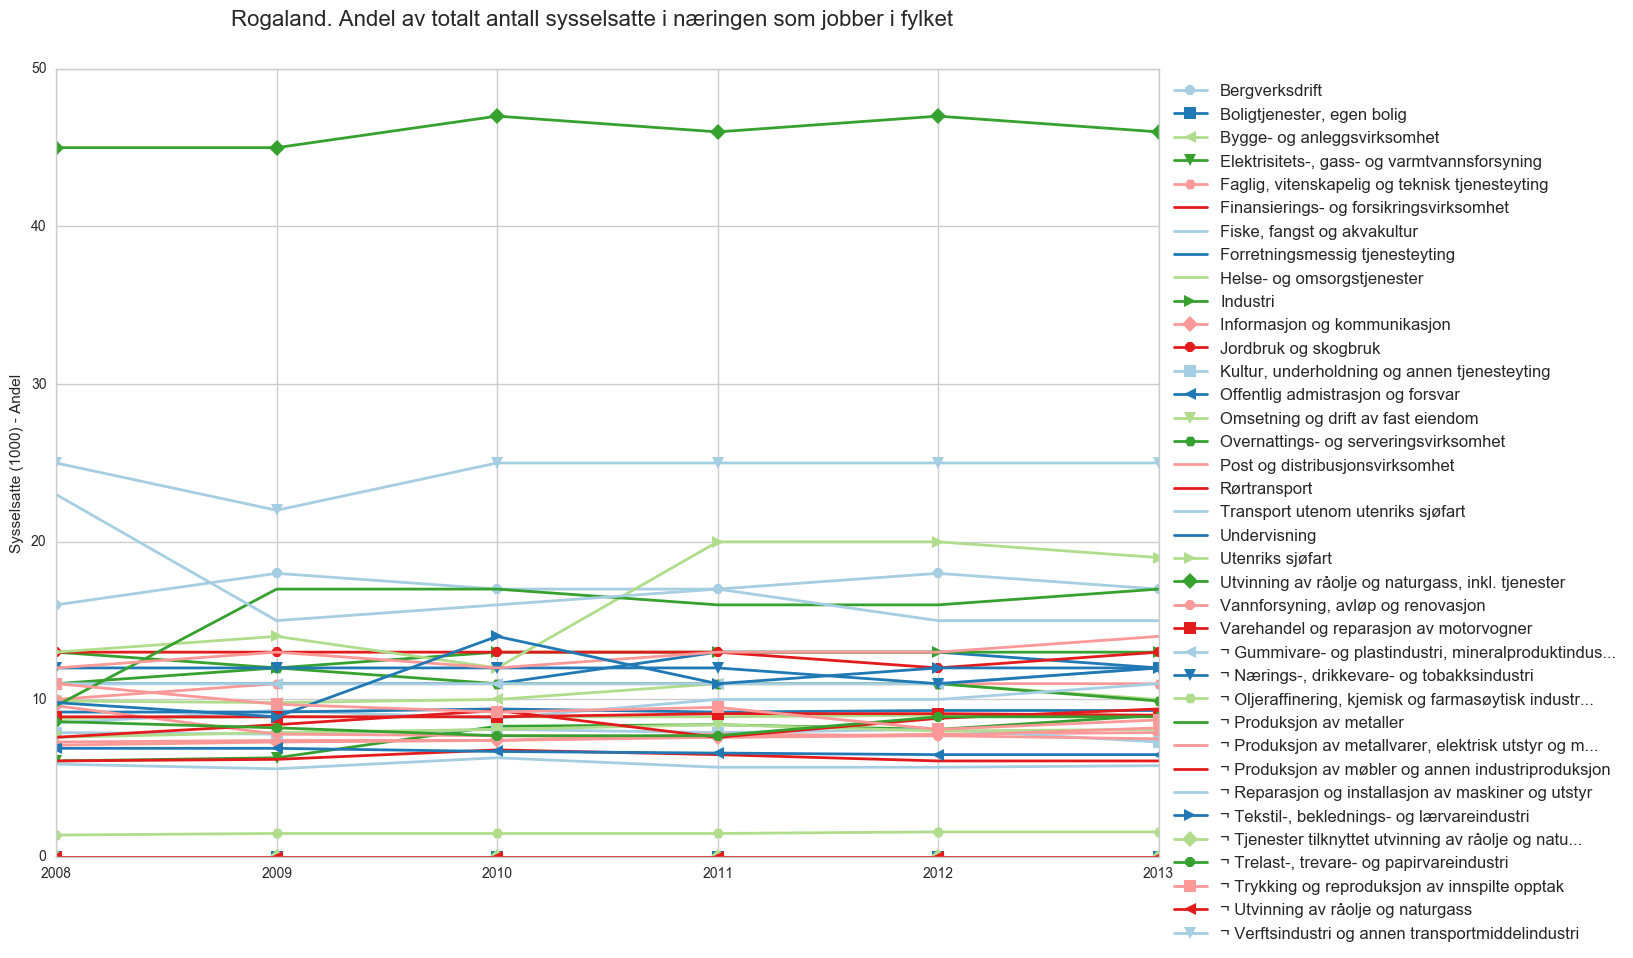 Rogaland. Andel av totalt antall sysselsatte i næringen som jobber i fylket
Sysselsatte (1000) - Andel
50
40
30
20
10
0
2008
2009
2010
2011
2012
2013
Bergverksdrift
Boligtjenester, egen bolig
Bygge- og anleggsvirksomhet
Elektrisitets-, gass- og varmtvannsforsyning
Faglig, vitenskapelig og teknisk tjenesteyting
Finansierings- og forsikringsvirksomhet
Fiske, fangst og akvakultur
Forretningsmessig tjenesteyting
Helse- og omsorgstjenester
Industri
Informasjon og kommunikasjon
Jordbruk og skogbruk
Kultur, underholdning og annen tjenesteyting
Offentlig admistrasjon og forsvar
Omsetning og drift av fast eiendom
Overnattings- og serveringsvirksomhet
Post og distribusjonsvirksomhet
Rørtransport
Transport utenom utenriks sjøfart
Undervisning
Utenriks sjøfart
Utvinning av råolje og naturgass, inkl. tjenester
Vannforsyning, avløp og renovasjon
Varehandel og reparasjon av motorvogner
¬ Gummivare- og plastindustri, mineralproduktindus...
¬ Nærings-, drikkevare- og tobakksindustri
¬ Oljeraffinering, kjemisk og farmasøytisk industr...
¬ Produksjon av metaller
¬ Produksjon av metallvarer, elektrisk utstyr og m...
¬ Produksjon av møbler og annen industriproduksjon
¬ Reparasjon og installasjon av maskiner og utstyr
¬ Tekstil-, beklednings- og lærvareindustri
¬ Tjenester tilknyttet utvinning av råolje og natu...
¬ Trelast-, trevare- og papirvareindustri
¬ Trykking og reproduksjon av innspilte opptak
¬ Utvinning av råolje og naturgass
¬ Verftsindustri og annen transportmiddelindustri